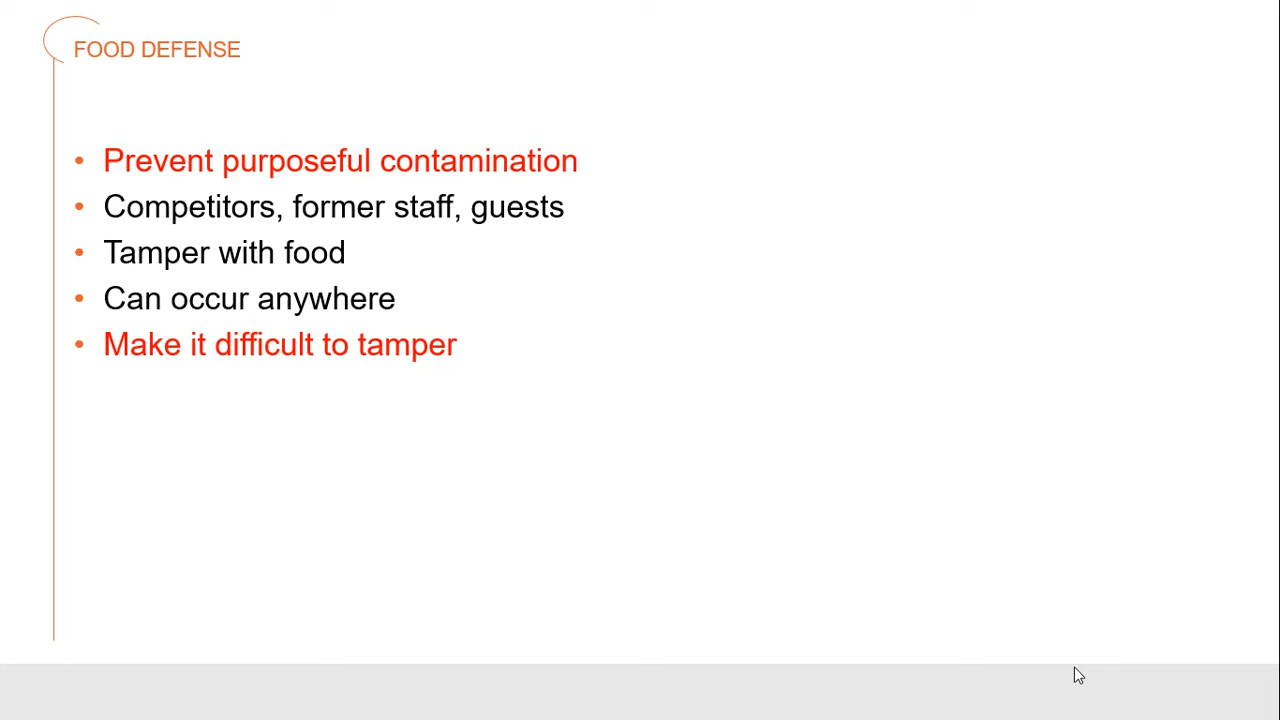 FOOD DEFENSE
• Prevent purposeful contamination
• Competitors, former staff, guests
• Tamper with food
• Can occur anywhere
• Make it difficult to tamper